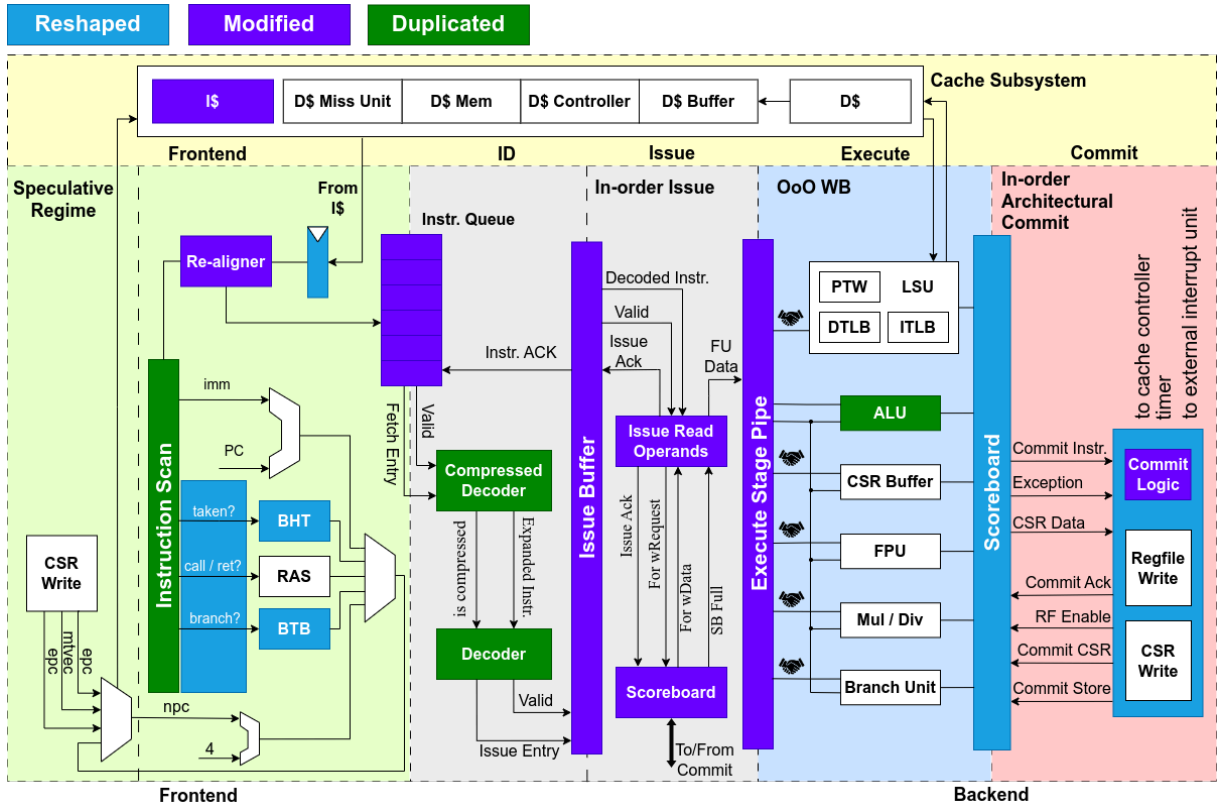 Reshaped
Modified
Duplicated
Cache Subsystem
I$
D$ Miss Unit
D$ Mem
D$ Controller
D$ Buffer
D$
Frontend
ID
Issue
Execute
Commit
Speculative
Regime
From
I$
Instr. Queue
In-order Issue
OoO WB
In-order
Architectural
Commit
Re-aligner
Decoded Instr.
Valid
Issue
Ack
Instr. ACK
FU
Data
PTW
LSU
DTLB
ITLB
to cache controller
timer
to external interrupt unit
Instruction Scan
imm
PC
taken?
BHT
call / ret?
RAS
branch?
BTB
CSR
Write
epc
mtvec
epc
npc
4
Fetch Entry
Valid
Compressed
Decoder
is compressed
Expanded Instr.
Decoder
Valid
Issue Entry
Issue Buffer
Issue Read
Operands
Issue Ack
For wRequest
For wData
SB Full
Scoreboard
To/From
Commit
Execute Stage Pipe
ALU
CSR Buffer
FPU
Mul / Div
Branch Unit
Scoreboard
Commit Instr.
Exception
CSR Data
Commit Ack
RF Enable
Commit CSR
Commit Store
Commit
Logic
Regfile
Write
CSR
Write
Frontend
Backend